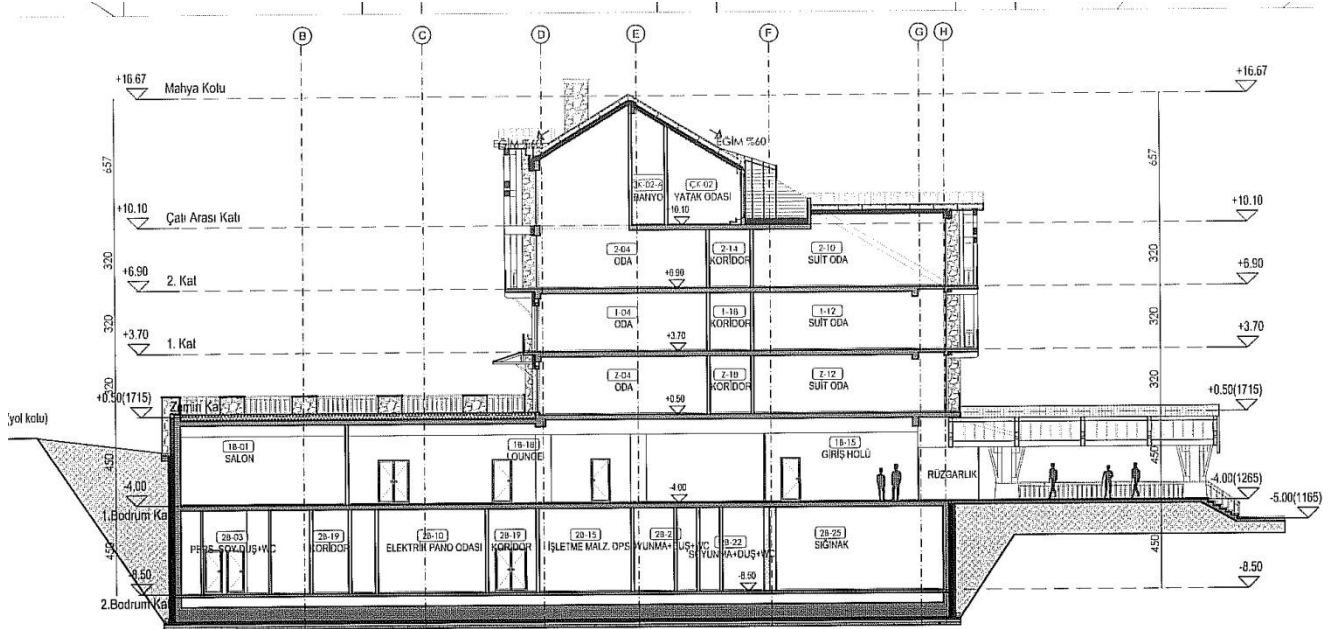 B C D E F G H
+16.67 Mahya Kolu +16.67
EĞİM %60
657 657
ÇK-02 YATAK ODASI
BANYO
+10.10 Çatı Arası Katı +10.10 +10.10
2-04 ODA
2-14 KORİDOR
2-10 SUİT ODA
320 320
+6.90 2. Kat +6.90 +6.90
1-04 ODA
1-18 KORİDOR
1-12 SUİT ODA
320 320
+3.70 1. Kat +3.70 +3.70
Z-04 ODA
Z-18 KORİDOR
Z-12 SUİT ODA
320 320
+0.50(1715) Zemin Ka +0.50 +0.50(1715)
(yol kolu)
1B-01 SALON
1B-18 LOUNGE
1B-15 GİRİŞ HOLÜ
RÜZGARLIK
450 450
-4.00 -4.00 -4.00(1265)
-5.00(1165)
1.Bodrum Ka
2B-03 PERS. SOY.DUŞ+WC
2B-19 KORİDOR
2B-10 ELEKTRİK PANO ODASI
2B-19 KORİDOR
2B-15 İŞLETME MALZ. DPS
2B-22 SOYUNMA+DUŞ+WC
2B-25 SIĞINAK
450 450
-8.50 -8.50 -8.50
2.Bodrum Ka